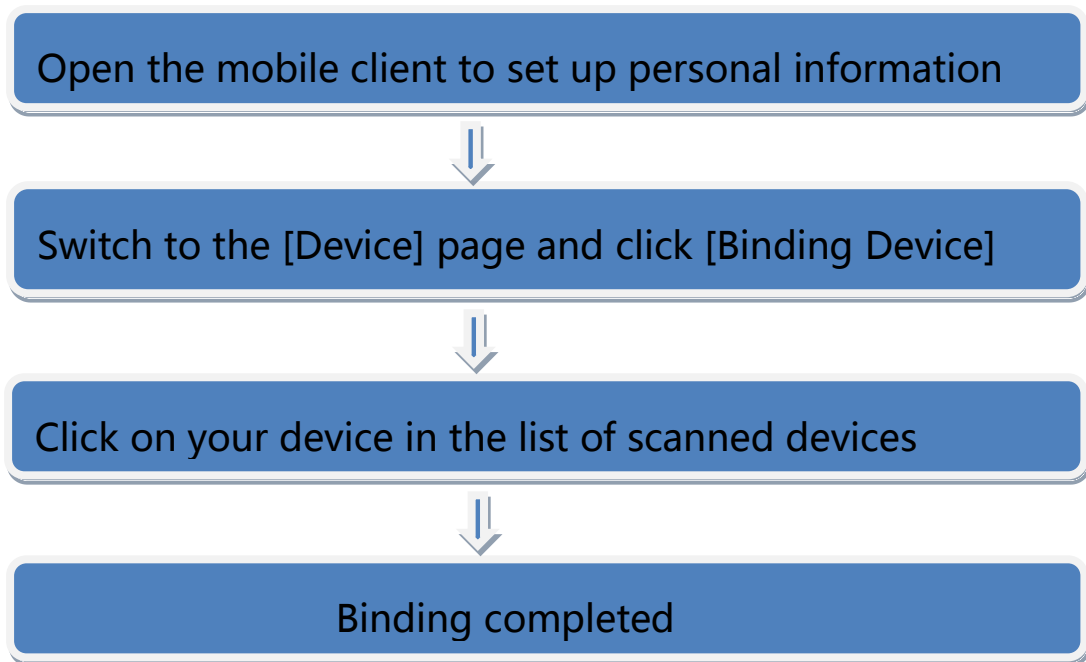 Open the mobile client to set up personal information
Switch to the [Device] page and click [Binding Device]
Click on your device in the list of scanned devices
Binding completed